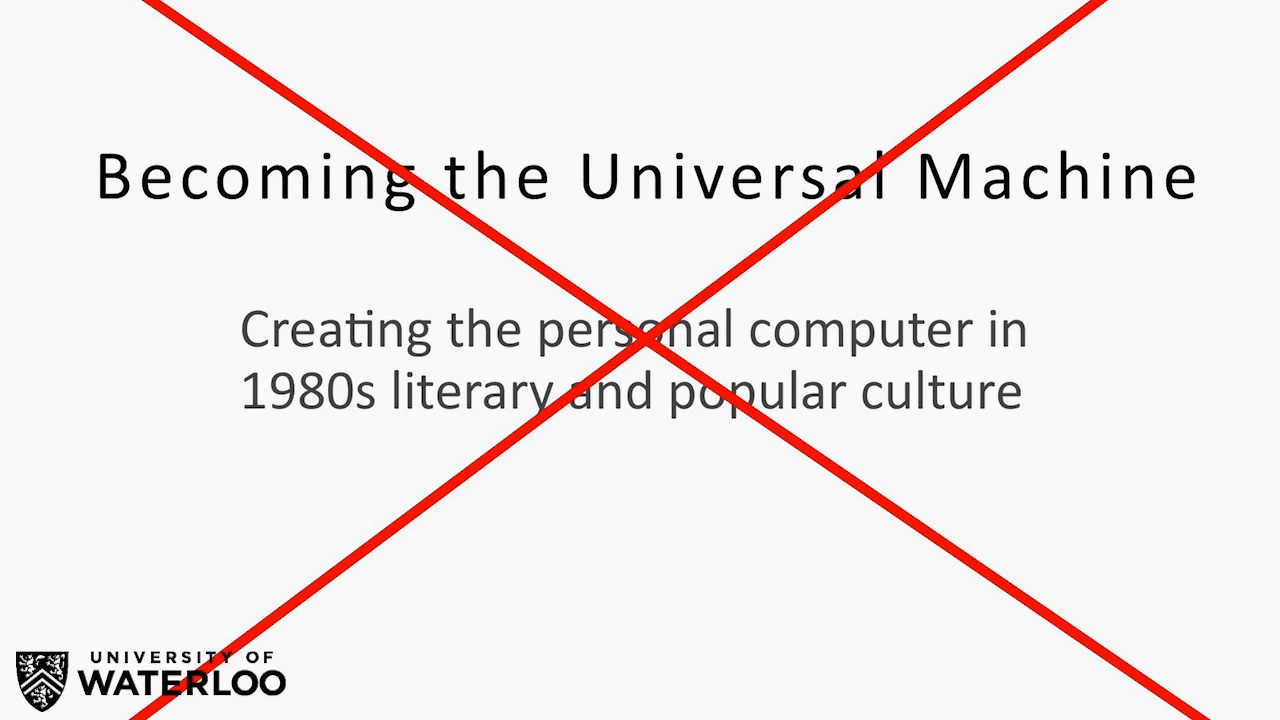 Becoming the Universal Machine
Creating the personal computer in
1980s literary and popular culture
UNIVERSITY OF
WATERLOO